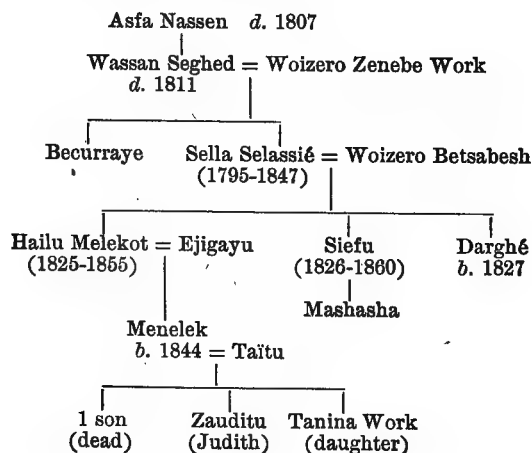 Asfa Nassen d. 1807
Wassan Seghed = Woizero Zenebe Work
d. 1811
Becurraye Sella Selassié = Woizero Betsabesh
(1795-1847)
Hailu Melekot = Ejigayu Siefu Darghé
(1825-1855) (1826-1860) b. 1827
Mashasha
Menelek
b. 1844 = Taïtu
1 son Zauditu Tanina Work
(dead) (Judith) (daughter)